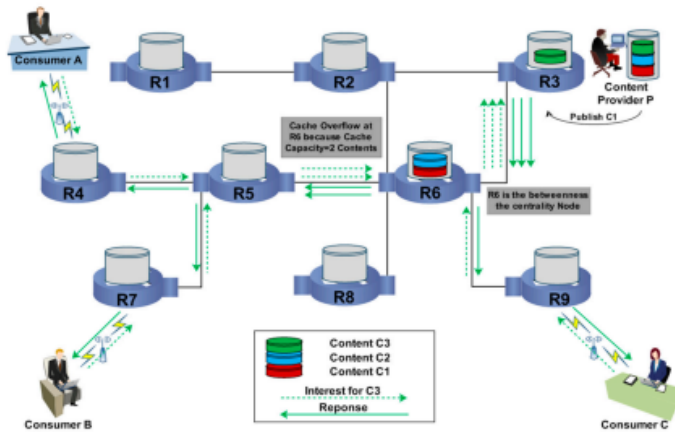 Consumer A
R1
R2
R3
Content
Provider P
Publish C1
Cache Overflow at
R6 because Cache
Capacity=2 Contents
R4
R5
R6
R6 is the betweenness
the centrality Node
R7
R8
R9
Content C3
Content C2
Content C1
Interest for C3
Reponse
Consumer B
Consumer C